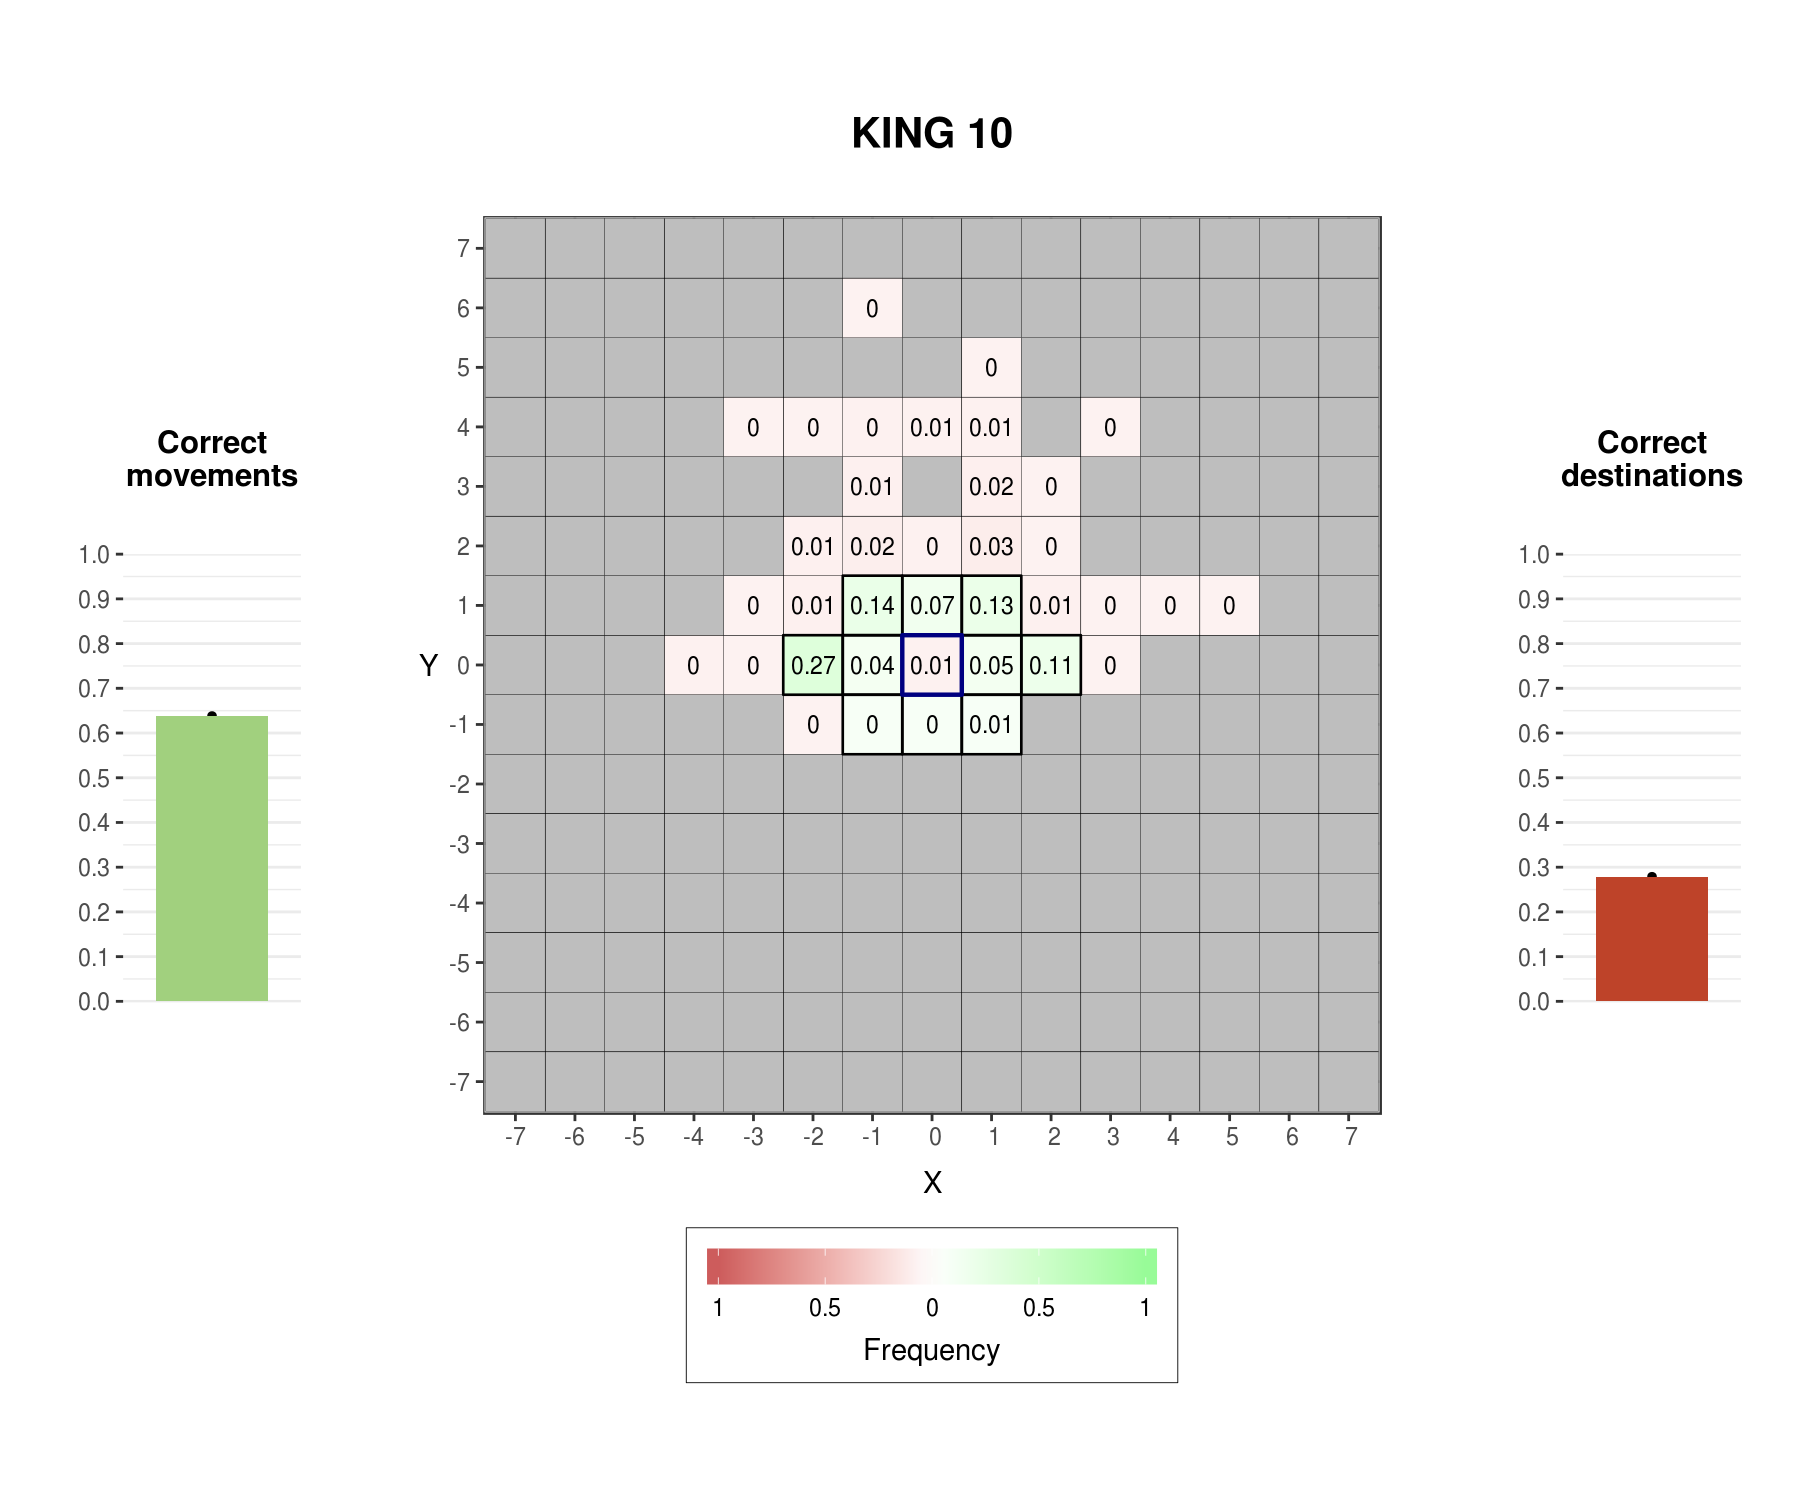 KING 10
Correct
movements
1.0
0.9
0.8
0.7
0.6
0.5
0.4
0.3
0.2
0.1
0.0
Y
7
6 0
5 0
4 0 0 0 0.01 0.01 0
3 0.01 0.02 0
2 0.01 0.02 0 0.03 0
1 0 0.01 0.14 0.07 0.13 0.01 0 0 0
0 0 0 0.27 0.04 0.01 0.05 0.11 0
-1 0 0 0 0.01
-2
-3
-4
-5
-6
-7
-7 -6 -5 -4 -3 -2 -1 0 1 2 3 4 5 6 7
X
1 0.5 0 0.5 1
Frequency
Correct
destinations
1.0
0.9
0.8
0.7
0.6
0.5
0.4
0.3
0.2
0.1
0.0